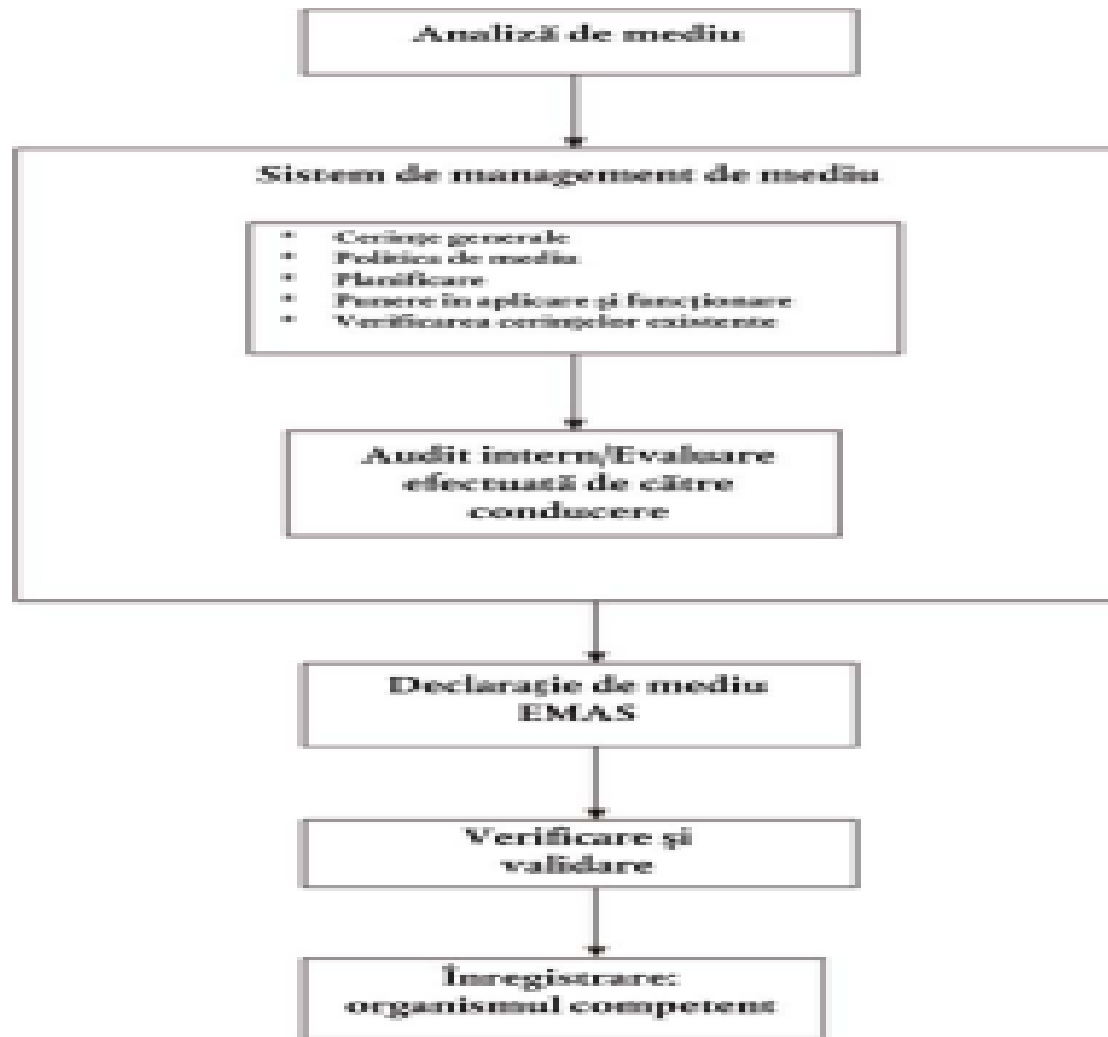 Analiză de mediu
Sistem de management de mediu
• Cerințe generale
• Politica de mediu
• Planificare
• Punere în aplicare și funcționare
• Verificarea cerințelor existente
Audit intern/Evaluare
efectuată de către
conducere
Declarație de mediu
EMAS
Verificare și
validare
Înregistrare:
organismul competent